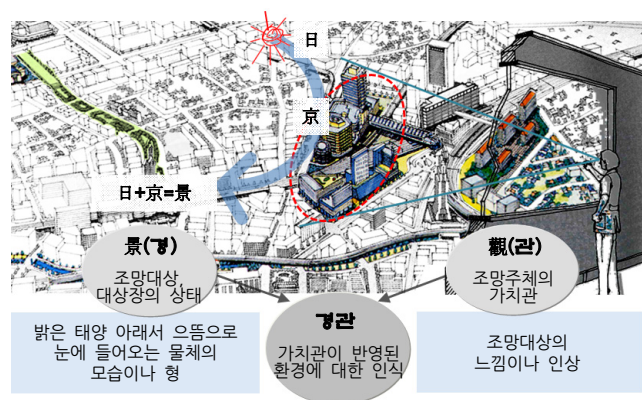 日
京
日+京=景
景(경)
조망대상,
대상장의 상태
觀(관)
조망주체의
가치관
경관
가치관이 반영된
환경에 대한 인식
밝은 태양 아래서 으뜸으로
눈에 들어오는 물체의
모습이나 형
조망대상의
느낌이나 인상